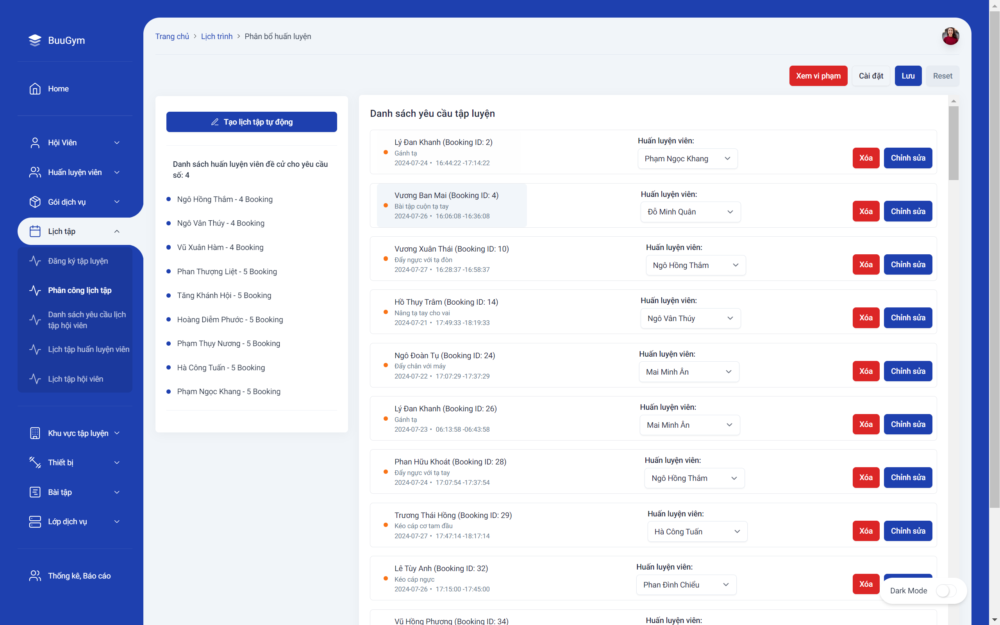 BuuGym
Home
Hội Viên
Huấn luyện viên
Gói dịch vụ
Lịch tập
Đăng ký tập luyện
Phân công lịch tập
Danh sách yêu cầu lịch
tập hội viên
Lịch tập huấn luyện viên
Lịch tập hội viên
Khu vực tập luyện
Thiết bị
Bài tập
Lớp dịch vụ
Thống kê, Báo cáo
Trang chủ > Lịch trình > Phân bổ huấn luyện
Xem vi phạm Cài đặt Lưu Reset
Tạo lịch tập tự động
Danh sách huấn luyện viên đề cử cho yêu cầu
số: 4
Ngô Hồng Thắm - 4 Booking
Ngô Vân Thúy - 4 Booking
Vũ Xuân Hàm - 4 Booking
Phan Thượng Liệt - 5 Booking
Tăng Khánh Hội - 5 Booking
Hoàng Diễm Phước - 5 Booking
Phạm Thụy Nương - 5 Booking
Hà Công Tuấn - 5 Booking
Phạm Ngọc Khang - 5 Booking
Danh sách yêu cầu tập luyện
Lý Đan Khanh (Booking ID: 2)
Gánh tạ
2024-07-24 • 16:44:22 -17:14:22
Huấn luyện viên:
Phạm Ngọc Khang
Xóa Chỉnh sửa
Vương Ban Mai (Booking ID: 4)
Bài tập cuộn tạ tay
2024-07-26 • 16:06:08 -16:36:08
Huấn luyện viên:
Đỗ Minh Quân
Xóa Chỉnh sửa
Vương Xuân Thái (Booking ID: 10)
Đẩy ngực với tạ đòn
2024-07-27 • 16:28:37 -16:58:37
Huấn luyện viên:
Ngô Hồng Thắm
Xóa Chỉnh sửa
Hồ Thụy Trâm (Booking ID: 14)
Nâng tạ tay cho vai
2024-07-21 • 17:49:33 -18:19:33
Huấn luyện viên:
Ngô Vân Thúy
Xóa Chỉnh sửa
Ngô Đoàn Tụ (Booking ID: 24)
Đẩy chân với máy
2024-07-22 • 17:07:29 -17:37:29
Huấn luyện viên:
Mai Minh Ân
Xóa Chỉnh sửa
Lý Đan Khanh (Booking ID: 26)
Gánh tạ
2024-07-23 • 06:13:58 -06:43:58
Huấn luyện viên:
Mai Minh Ân
Xóa Chỉnh sửa
Phan Hữu Khoát (Booking ID: 28)
Đẩy ngực với tạ tay
2024-07-24 • 17:07:54 -17:37:54
Huấn luyện viên:
Ngô Hồng Thắm
Xóa Chỉnh sửa
Trương Thái Hồng (Booking ID: 29)
Kéo cáp cơ tam đầu
2024-07-27 • 17:47:14 -18:17:14
Huấn luyện viên:
Hà Công Tuấn
Xóa Chỉnh sửa
Lê Tùy Anh (Booking ID: 32)
Kéo cáp ngực
2024-07-26 • 17:15:00 -17:45:00
Huấn luyện viên:
Phan Đình Chiểu
Xóa
Dark Mode
Vũ Hồng Phương (Booking ID: 34)
Huấn luyện viên: